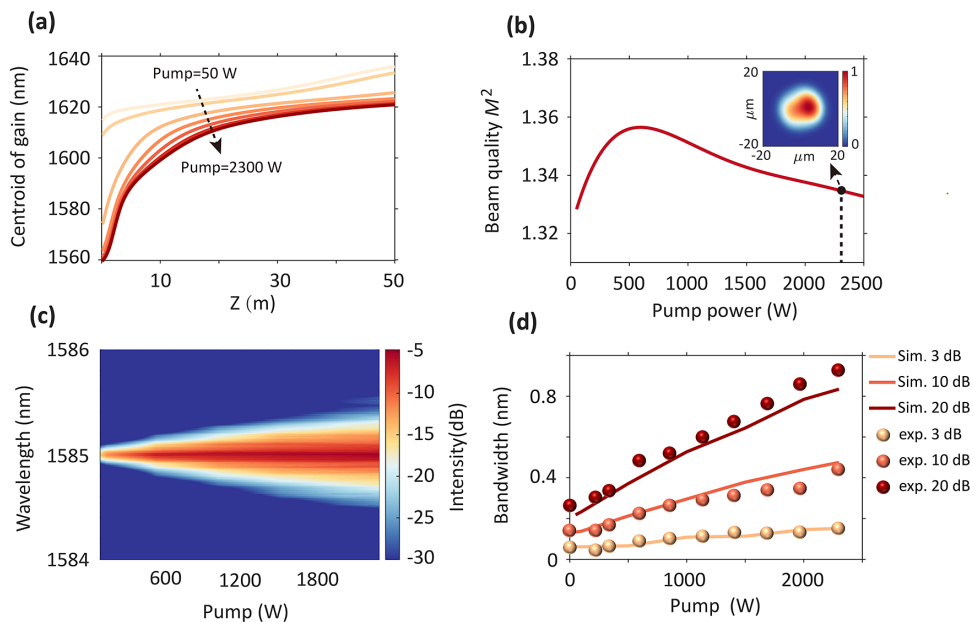 (a)
Centroid of gain (nm)
1640
1620
1600
1580
1560
Pump=50 W
Pump=2300 W
10
30
50
Z (m)
(b)
Beam quality M²
1.38
1.36
1.34
1.32
20
μm
-20
-20
μm
20
1
0
0
500
1000
1500
2000
2500
Pump power (W)
(c)
Wavelength (nm)
1586
1585
1584
600
1200
1800
Pump (W)
-5
-10
-15
-20
-25
-30
Intensity(dB)
(d)
Bandwidth (nm)
0.8
0.4
0
0
1000
2000
Pump (W)
Sim. 3 dB
Sim. 10 dB
Sim. 20 dB
exp. 3 dB
exp. 10 dB
exp. 20 dB